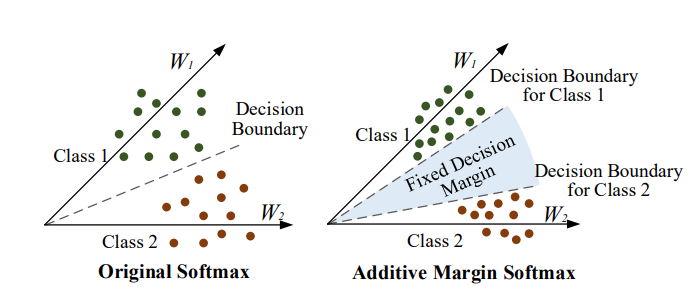 W1
Decision
Boundary
Class 1
W2
Class 2
Original Softmax
W1
Decision Boundary
for Class 1
Class 1
Fixed Decision
Margin
Decision Boundary
for Class 2
W2
Class 2
Additive Margin Softmax